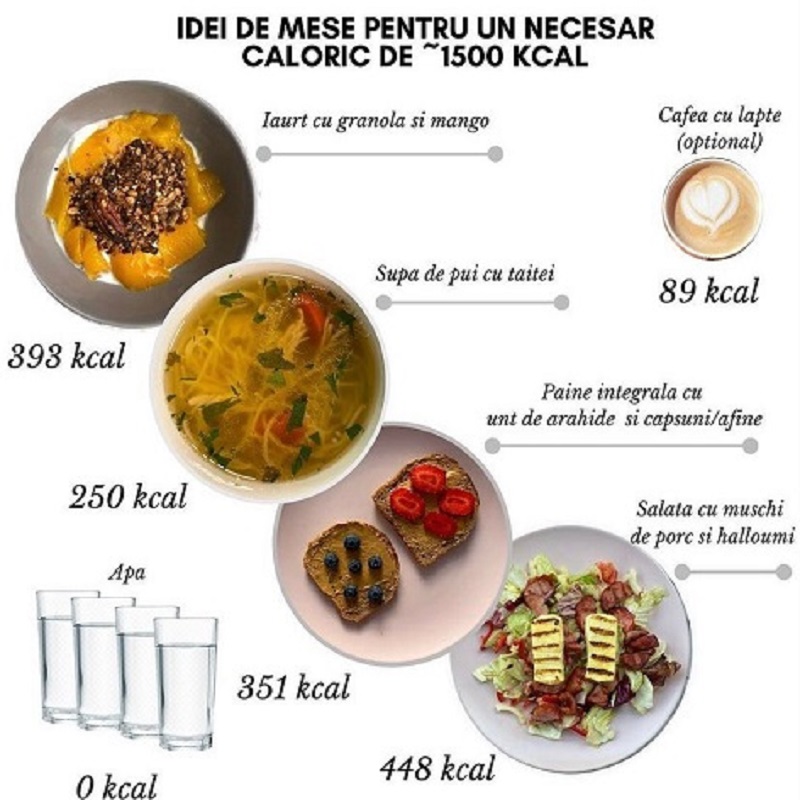 IDEI DE MESE PENTRU UN NECESAR
CALORIC DE ~1500 KCAL
Iaurt cu granola si mango
Cafea cu lapte
(optional)
89 kcal
393 kcal
Supa de pui cu taitei
250 kcal
Paine integrala cu
unt de arahide si capsuni/afine
351 kcal
Salata cu muschi
de porc si halloumi
448 kcal
Apa
0 kcal